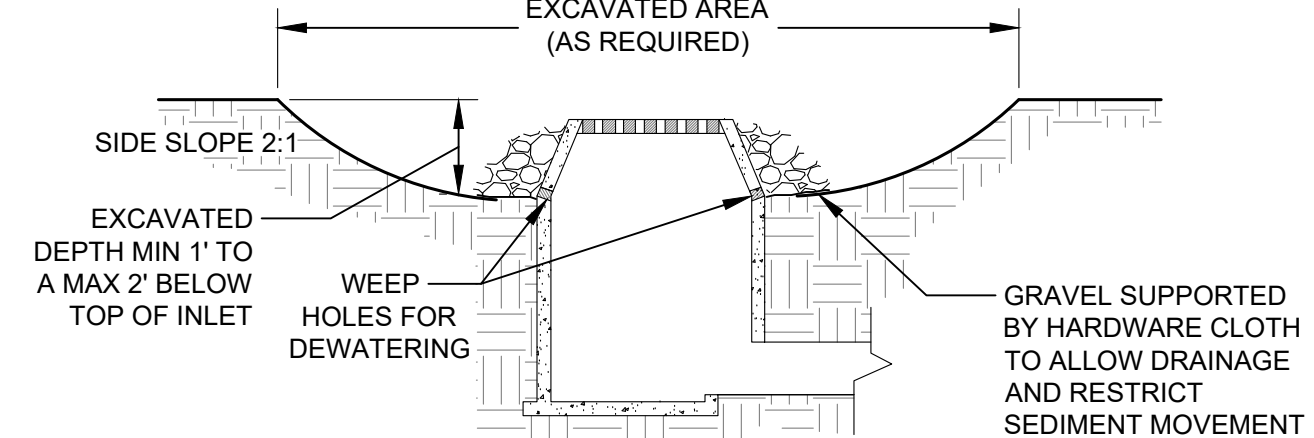 EXCAVATED AREA
(AS REQUIRED)
SIDE SLOPE 2:1
EXCAVATED
DEPTH MIN 1' TO
A MAX 2' BELOW
TOP OF INLET
WEEP
HOLES FOR
DEWATERING
GRAVEL SUPPORTED
BY HARDWARE CLOTH
TO ALLOW DRAINAGE
AND RESTRICT
SEDIMENT MOVEMENT